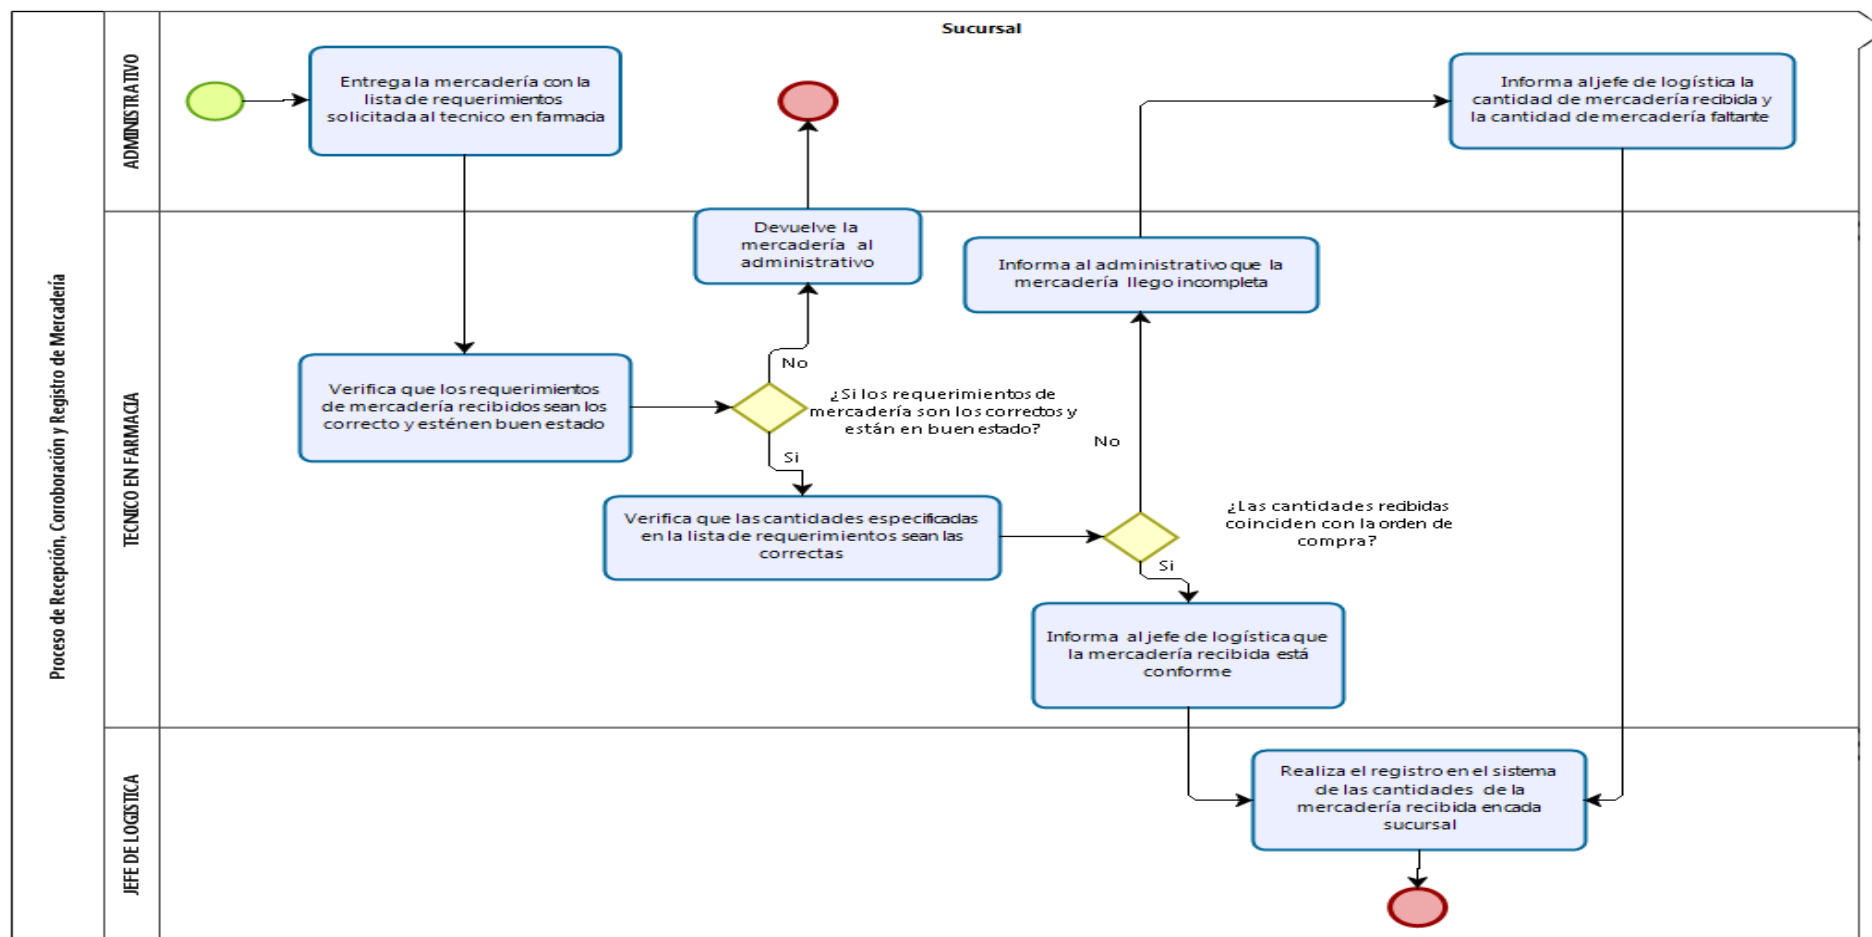 Sucursal
Proceso de Recepción, Corroboración y Registro de Mercadería
ADMINISTRATIVO
Entrega la mercadería con la
lista de requerimientos
solicitada al tecnico en farmacia
Informa al jefe de logística la
cantidad de mercadería recibida y
la cantidad de mercadería faltante
TECNICO EN FARMACIA
Devuelve la
mercadería al
administrativo
Informa al administrativo que la
mercadería llego incompleta
Verifica que los requerimientos
de mercadería recibidos sean los
correcto y estén en buen estado
No
¿Si los requerimientos de
mercadería son los correctos y
están en buen estado?
Si
No
Verifica que las cantidades especificadas
en la lista de requerimientos sean las
correctas
¿Las cantidades recibidas
coinciden con la orden de
compra?
Si
Informa al jefe de logística que
la mercadería recibida está
conforme
JEFE DE LOGISTICA
Realiza el registro en el sistema
de las cantidades de la
mercadería recibida en cada
sucursal